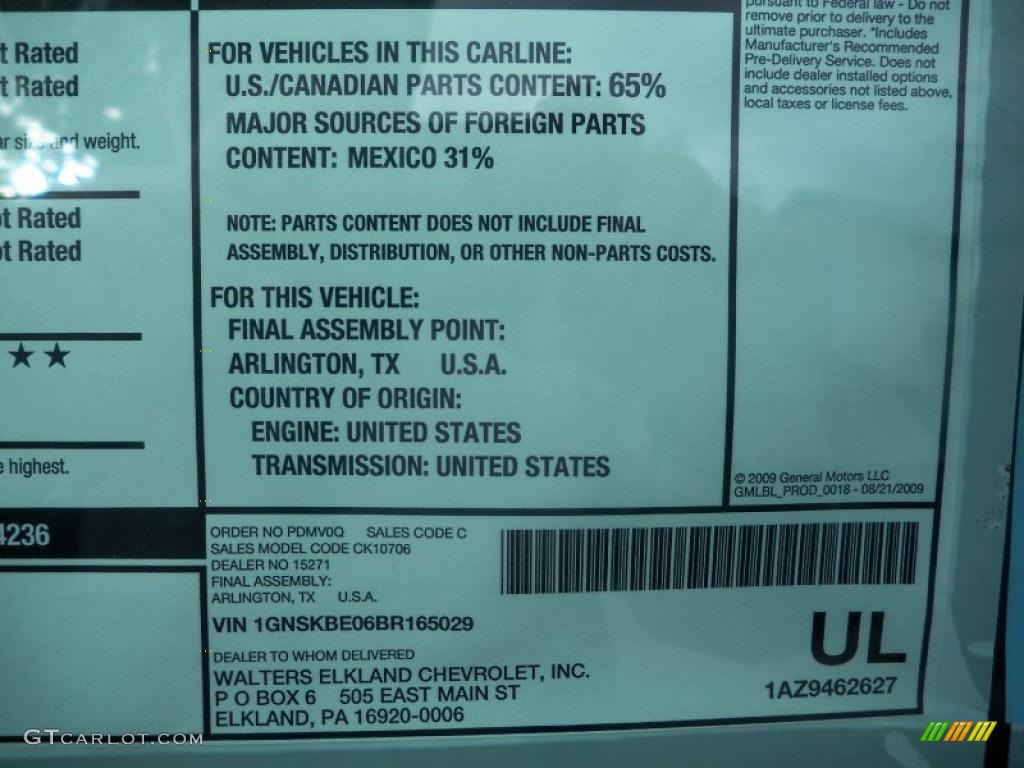 t Rated
t Rated
ar size and weight.
ot Rated
ot Rated
★ ★
e highest.
4236
FOR VEHICLES IN THIS CARLINE:
U.S./CANADIAN PARTS CONTENT: 65%
MAJOR SOURCES OF FOREIGN PARTS
CONTENT: MEXICO 31%
NOTE: PARTS CONTENT DOES NOT INCLUDE FINAL
ASSEMBLY, DISTRIBUTION, OR OTHER NON-PARTS COSTS.
FOR THIS VEHICLE:
FINAL ASSEMBLY POINT:
ARLINGTON, TX U.S.A.
COUNTRY OF ORIGIN:
ENGINE: UNITED STATES
TRANSMISSION: UNITED STATES
pursuant to Federal law - Do not
remove prior to delivery to the
ultimate purchaser. *Includes
Manufacturer's Recommended
Pre-Delivery Service. Does not
include dealer installed options
and accessories not listed above,
local taxes or license fees.
© 2009 General Motors LLC
GMLBL_PROD_0018 - 08/21/2009
ORDER NO PDMV0Q SALES CODE C
SALES MODEL CODE CK10706
DEALER NO 15271
FINAL ASSEMBLY:
ARLINGTON, TX U.S.A.
VIN 1GNSKBE06BR165029
DEALER TO WHOM DELIVERED
WALTERS ELKLAND CHEVROLET, INC.
P O BOX 6 505 EAST MAIN ST
ELKLAND, PA 16920-0006
UL
1AZ9462627
GTCARLOT.COM